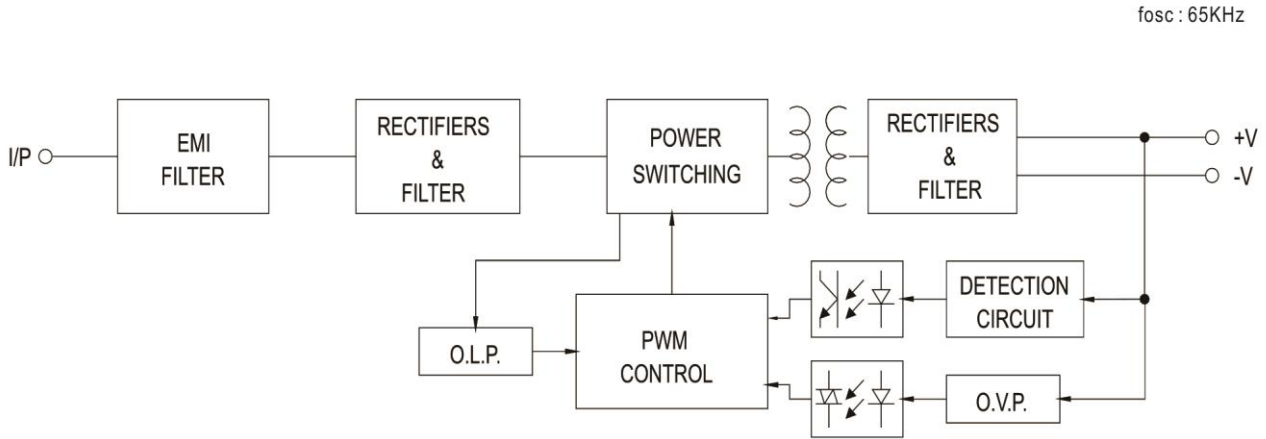 fosc : 65KHz
I/P
EMI
FILTER
RECTIFIERS
&
FILTER
POWER
SWITCHING
RECTIFIERS
&
FILTER
+V
-V
O.L.P.
PWM
CONTROL
DETECTION
CIRCUIT
O.V.P.